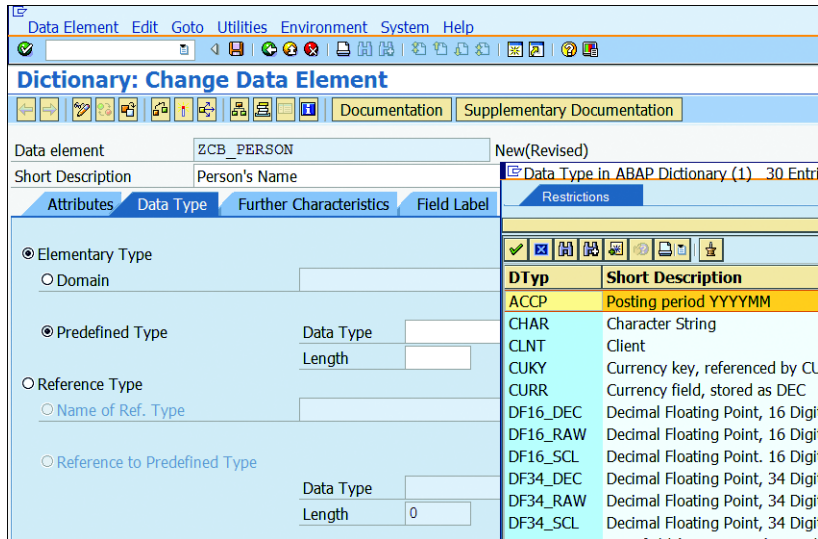 Data Element Edit Goto Utilities Environment System Help
Dictionary: Change Data Element
Documentation Supplementary Documentation
Data element ZCB_PERSON New(Revised)
Short Description Person's Name
Attributes Data Type Further Characteristics Field Label
Elementary Type
Domain
Predefined Type Data Type
Length
Reference Type
Name of Ref. Type
Reference to Predefined Type
Data Type
Length 0
Data Type in ABAP Dictionary (1) 30 Entri
Restrictions
DTyp Short Description
ACCP Posting period YYYYMM
CHAR Character String
CLNT Client
CUKY Currency key, referenced by CU
CURR Currency field, stored as DEC
DF16_DEC Decimal Floating Point, 16 Digi
DF16_RAW Decimal Floating Point, 16 Digi
DF16_SCL Decimal Floating Point. 16 Digi
DF34_DEC Decimal Floating Point, 34 Digi
DF34_RAW Decimal Floating Point, 34 Digi
DF34_SCL Decimal Floating Point, 34 Digi